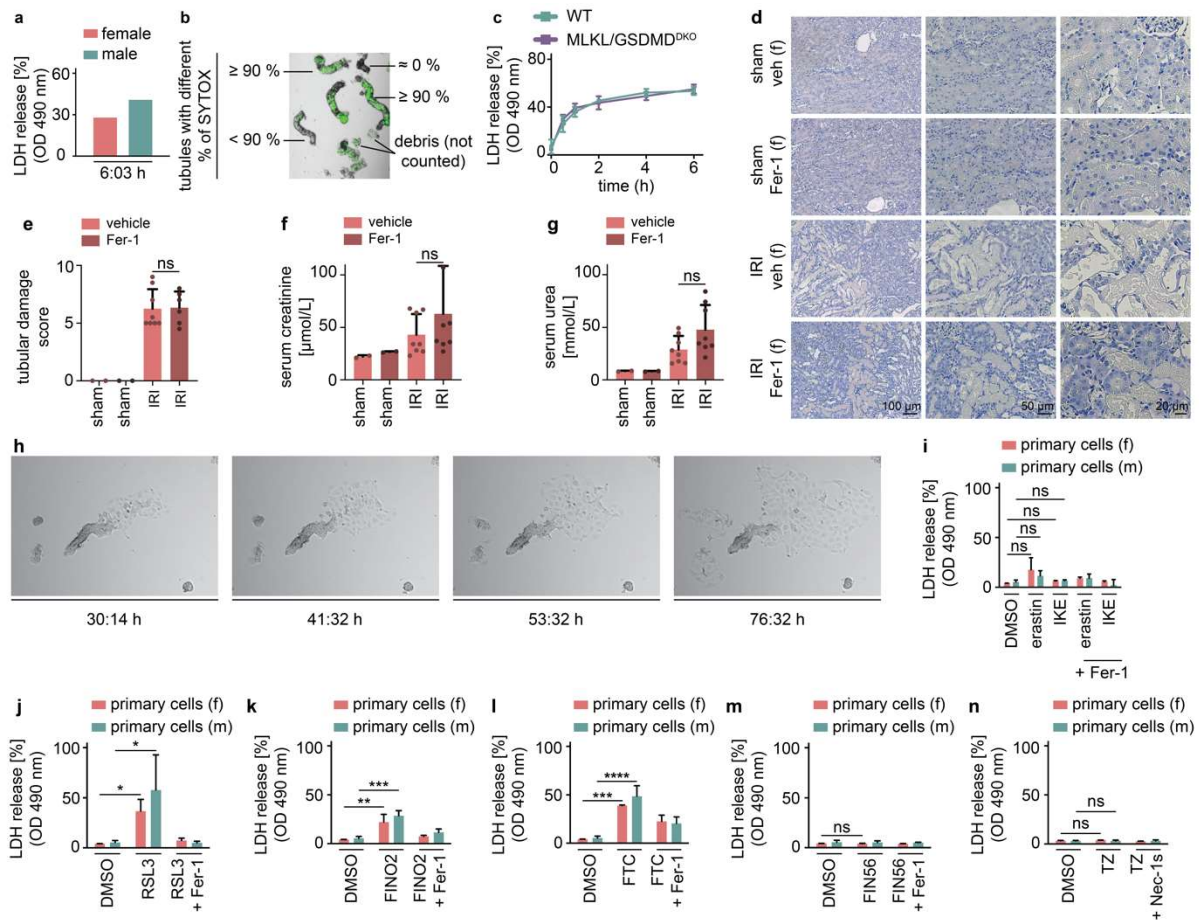 a
female
male
LDH release [%]
(OD 490 nm)
60
30
0
6:03 h
b
tubules with different
% of SYTOX
≥ 90 %
< 90 %
≈ 0 %
≥ 90 %
debris (not
counted)
c
WT
MLKL/GSDMD^DKO
LDH release [%]
(OD 490 nm)
80
40
0
0
2
4
6
time (h)
d
sham
veh (f)
sham
Fer-1 (f)
IRI
veh (f)
IRI
Fer-1 (f)
100 µm
50 µm
20 µm
e
vehicle
Fer-1
tubular damage
score
10
5
0
ns
sham
sham
IRI
IRI
f
vehicle
Fer-1
serum creatinine
[µmol/L]
100
50
0
ns
sham
sham
IRI
IRI
g
vehicle
Fer-1
serum urea
[mmol/L]
100
50
0
ns
sham
sham
IRI
IRI
h
30:14 h
41:32 h
53:32 h
76:32 h
i
primary cells (f)
primary cells (m)
LDH release [%]
(OD 490 nm)
100
50
0
ns
ns
ns
ns
DMSO
erastin
IKE
erastin
IKE
+ Fer-1
j
primary cells (f)
primary cells (m)
LDH release [%]
(OD 490 nm)
100
50
0
*
*
DMSO
RSL3
RSL3
+ Fer-1
k
primary cells (f)
primary cells (m)
LDH release [%]
(OD 490 nm)
100
50
0
***
**
DMSO
FINO2
FINO2
+ Fer-1
l
primary cells (f)
primary cells (m)
LDH release [%]
(OD 490 nm)
100
50
0
****
***
DMSO
FTC
FTC
+ Fer-1
m
primary cells (f)
primary cells (m)
LDH release [%]
(OD 490 nm)
100
50
0
ns
DMSO
FIN56
FIN56
+ Fer-1
n
primary cells (f)
primary cells (m)
LDH release [%]
(OD 490 nm)
100
50
0
ns
ns
DMSO
TZ
TZ
+ Nec-1s